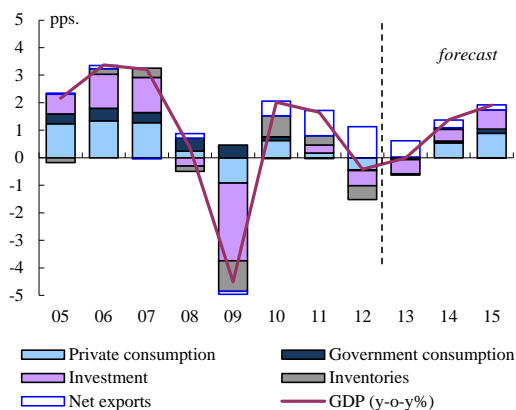 pps.
forecast
5
4
3
2
1
0
-1
-2
-3
-4
-5
05 06 07 08 09 10 11 12 13 14 15
Private consumption Government consumption
Investment Inventories
Net exports GDP (y-o-y%)